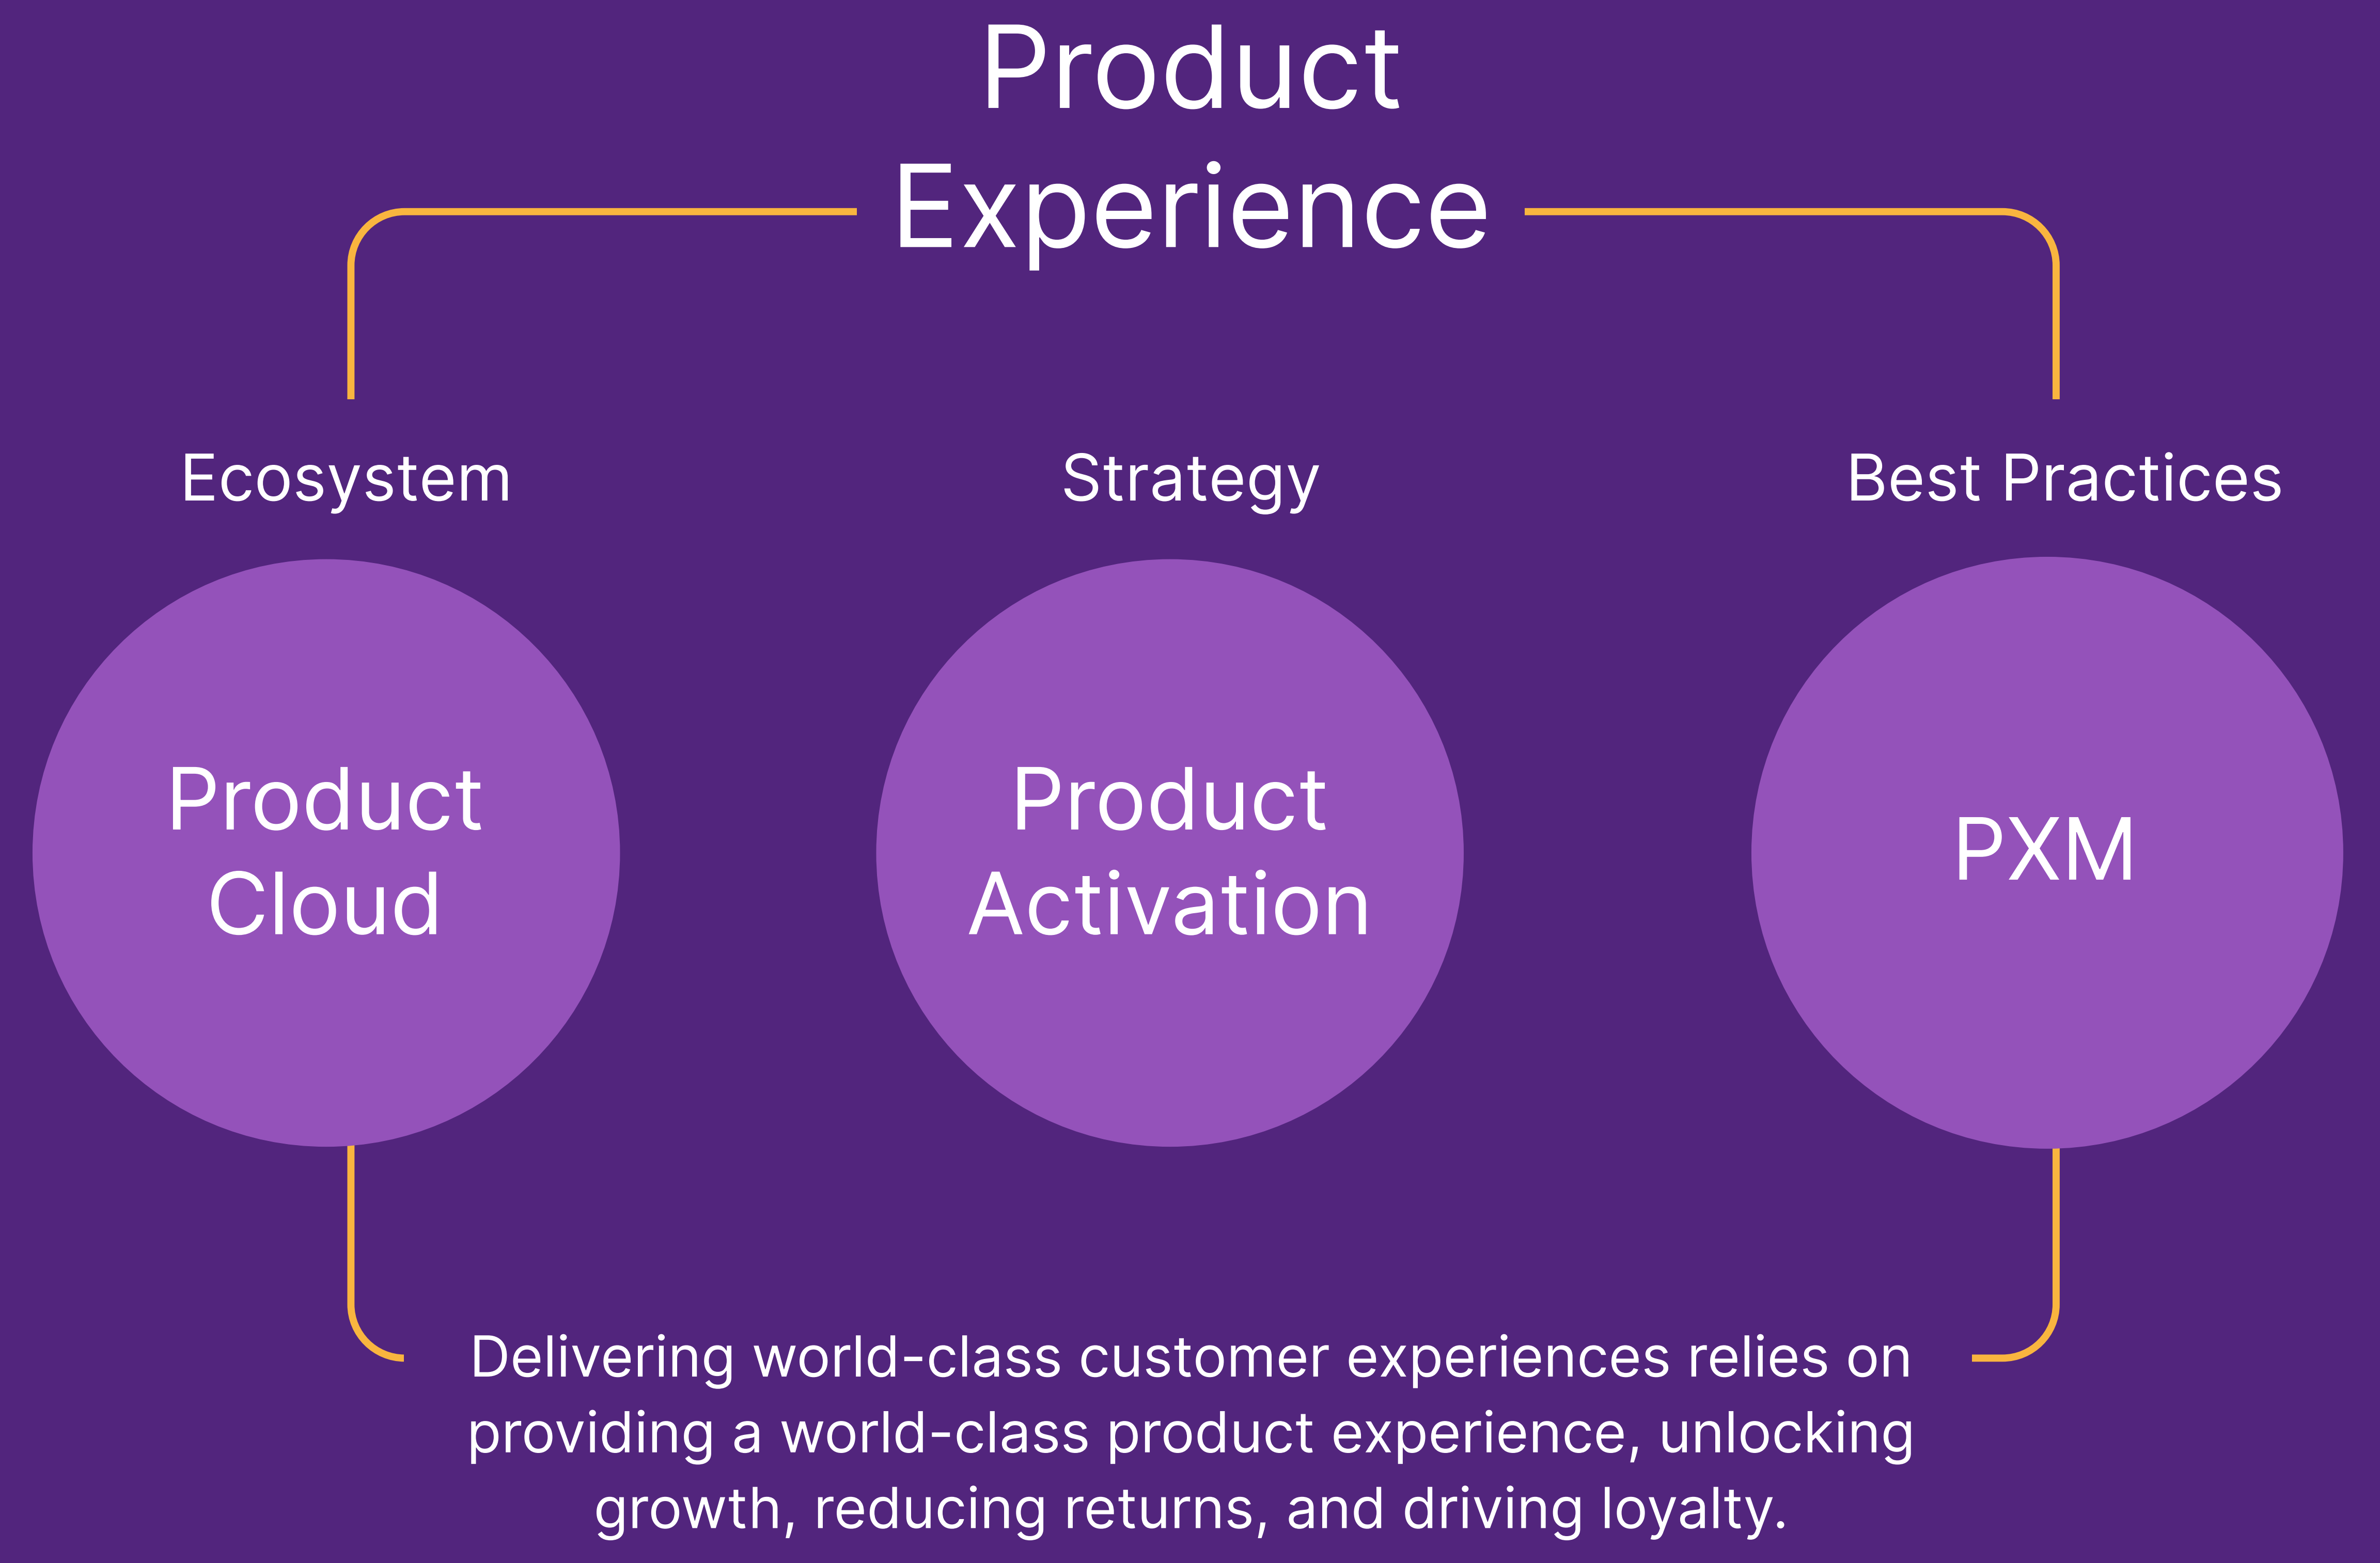 Product
Experience
Ecosystem
Strategy
Best Practices
Product
Cloud
Product
Activation
PXM
Delivering world-class customer experiences relies on
providing a world-class product experience, unlocking
growth, reducing returns, and driving loyalty.